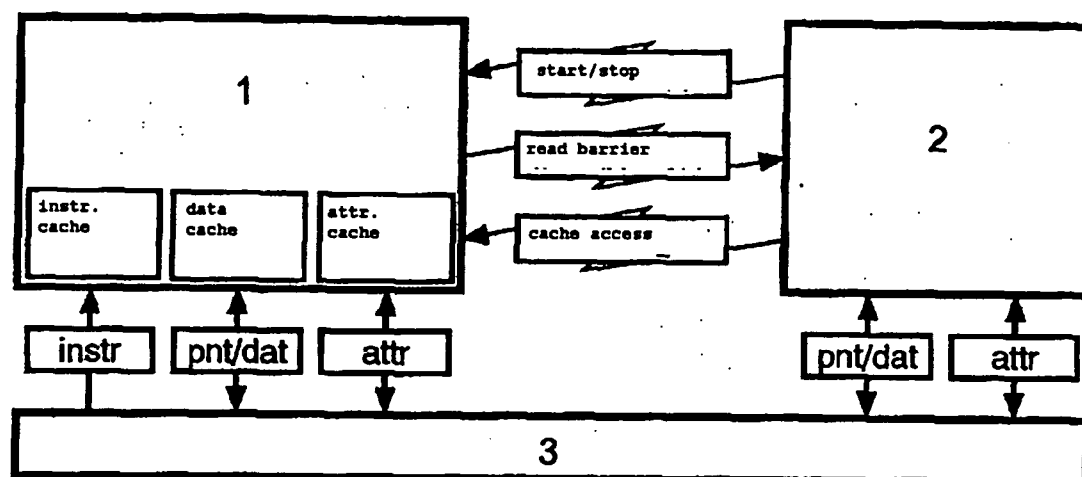 1
start/stop
2
read barrier
instr.
cache
data
cache
attr.
cache
cache access
instr
pnt/dat
attr
pnt/dat
attr
3